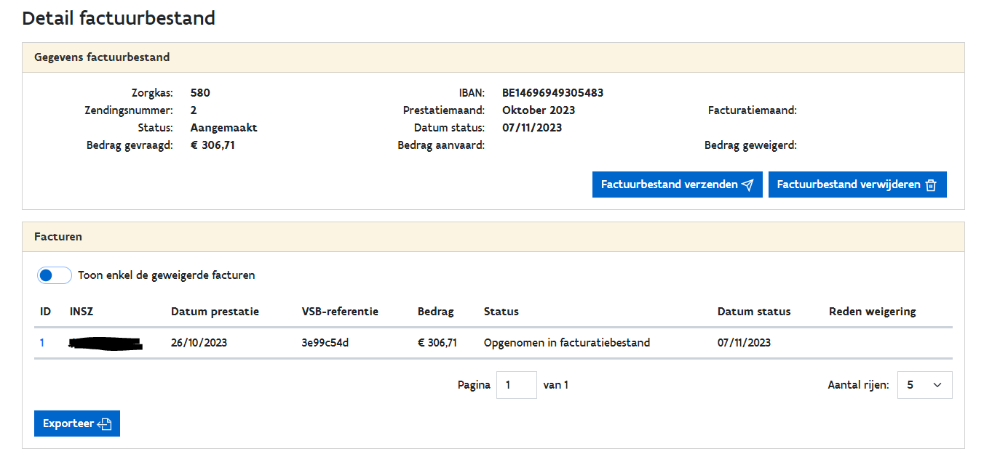 Detail factuurbestand
Gegevens factuurbestand
Zorgkas: 580 IBAN: BE14696949305483
Zendingsnummer: 2 Prestatiemaand: Oktober 2023 Facturatiemaand:
Status: Aangemaakt Datum status: 07/11/2023
Bedrag gevraagd: € 306,71 Bedrag aanvaard: Bedrag geweigerd:
Factuurbestand verzenden Factuurbestand verwijderen
Facturen
Toon enkel de geweigerde facturen
ID INSZ Datum prestatie VSB-referentie Bedrag Status Datum status Reden weigering
1 26/10/2023 3e99c54d € 306,71 Opgenomen in facturatiebestand 07/11/2023
Pagina 1 van 1 Aantal rijen: 5
Exporteer